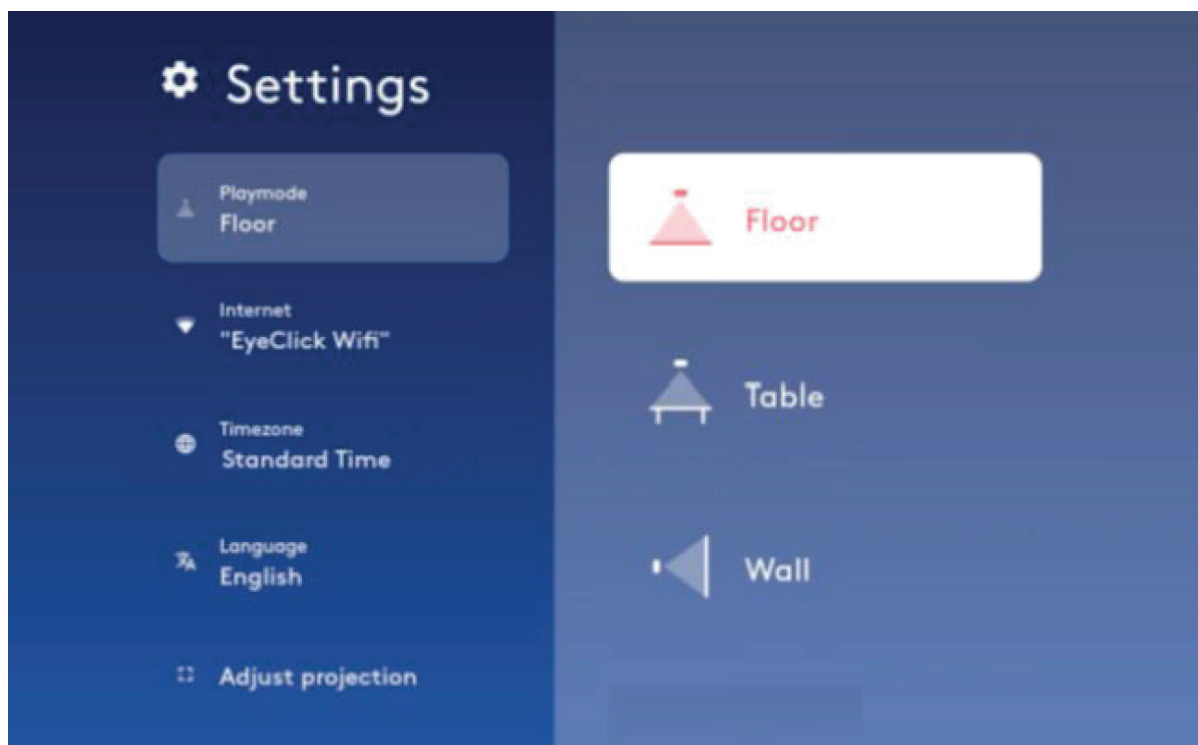 Settings
Playmode
Floor
Internet
"EyeClick Wifi"
Timezone
Standard Time
Language
English
Adjust projection
Floor
Table
Wall